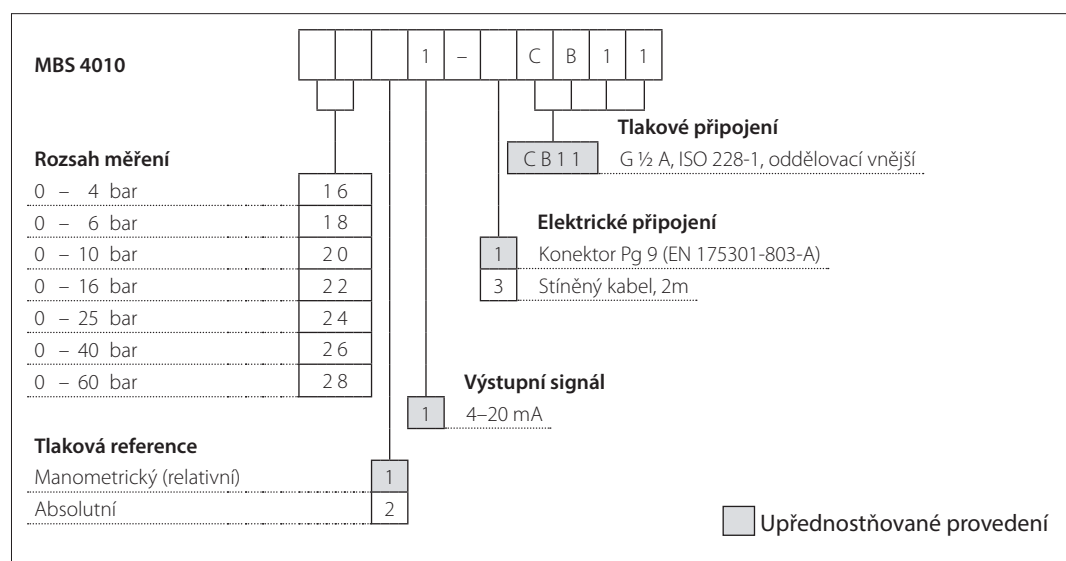 MBS 4010
1 – C B 1 1
Tlakové připojení
C B 1 1 G ½ A, ISO 228-1, oddělovací vnější
Rozsah měření
0 – 4 bar 1 6
0 – 6 bar 1 8
0 – 10 bar 2 0
0 – 16 bar 2 2
0 – 25 bar 2 4
0 – 40 bar 2 6
0 – 60 bar 2 8
Elektrické připojení
1 Konektor Pg 9 (EN 175301-803-A)
3 Stíněný kabel, 2m
Výstupní signál
1 4–20 mA
Tlaková reference
Manometrický (relativní) 1
Absolutní 2
Upřednostňované provedení